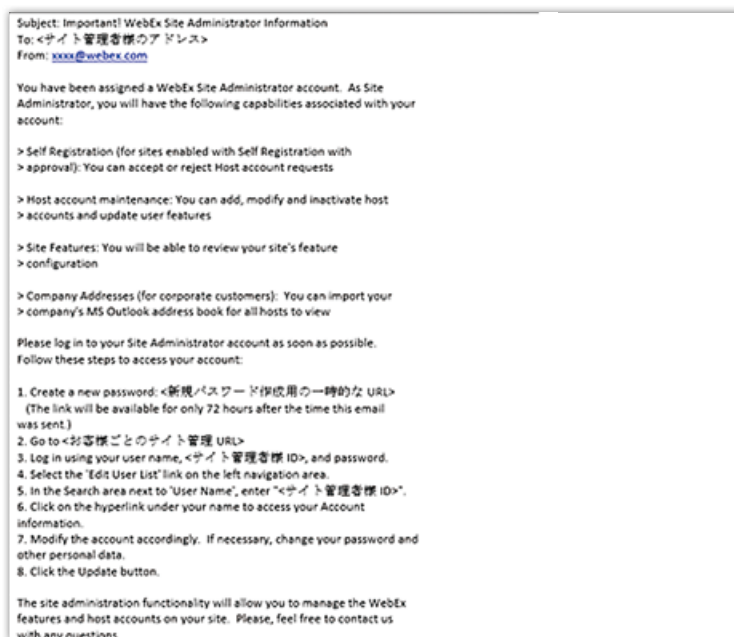 Subject: Important! WebEx Site Administrator Information
To: <サイト管理者様のアドレス>
From: xxxx@webex.com
You have been assigned a WebEx Site Administrator account.  As Site
Administrator, you will have the following capabilities associated with your
account:
> Self Registration (for sites enabled with Self Registration with
> approval): You can accept or reject Host account requests
> Host account maintenance: You can add, modify and inactivate host
> accounts and update user features
> Site Features: You will be able to review your site's feature
> configuration
> Company Addresses (for corporate customers):  You can import your
> company's MS Outlook address book for all hosts to view
Please log in to your Site Administrator account as soon as possible.
Follow these steps to access your account:
1. Create a new password: <新規パスワード作成用の一時的な URL>
(The link will be available for only 72 hours after the time this email
was sent.)
2. Go to <お客様ごとのサイト管理 URL>
3. Log in using your user name, <サイト管理者様 ID>, and password.
4. Select the 'Edit User List' link on the left navigation area.
5. In the Search area next to 'User Name', enter "<サイト管理者様 ID>".
6. Click on the hyperlink under your name to access your Account
information.
7. Modify the account accordingly.  If necessary, change your password and
other personal data.
8. Click the Update button.
The site administration functionality will allow you to manage the WebEx
features and host accounts on your site.  Please, feel free to contact us
with any questions